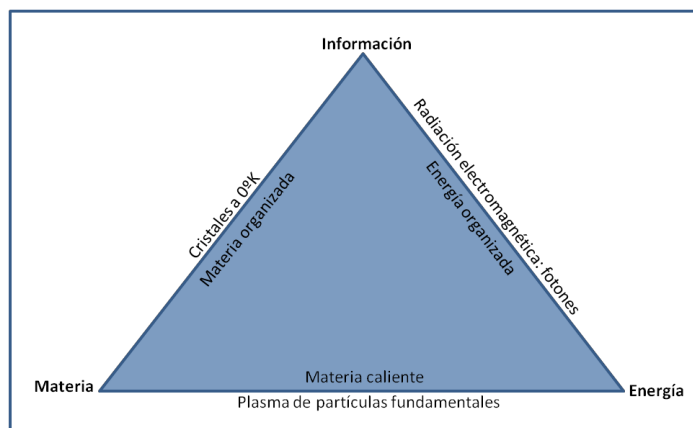 Información
Cristales a 0ºK
Materia organizada
Radiación electromagnética: fotones
Energía organizada
Materia
Materia caliente
Energía
Plasma de partículas fundamentales